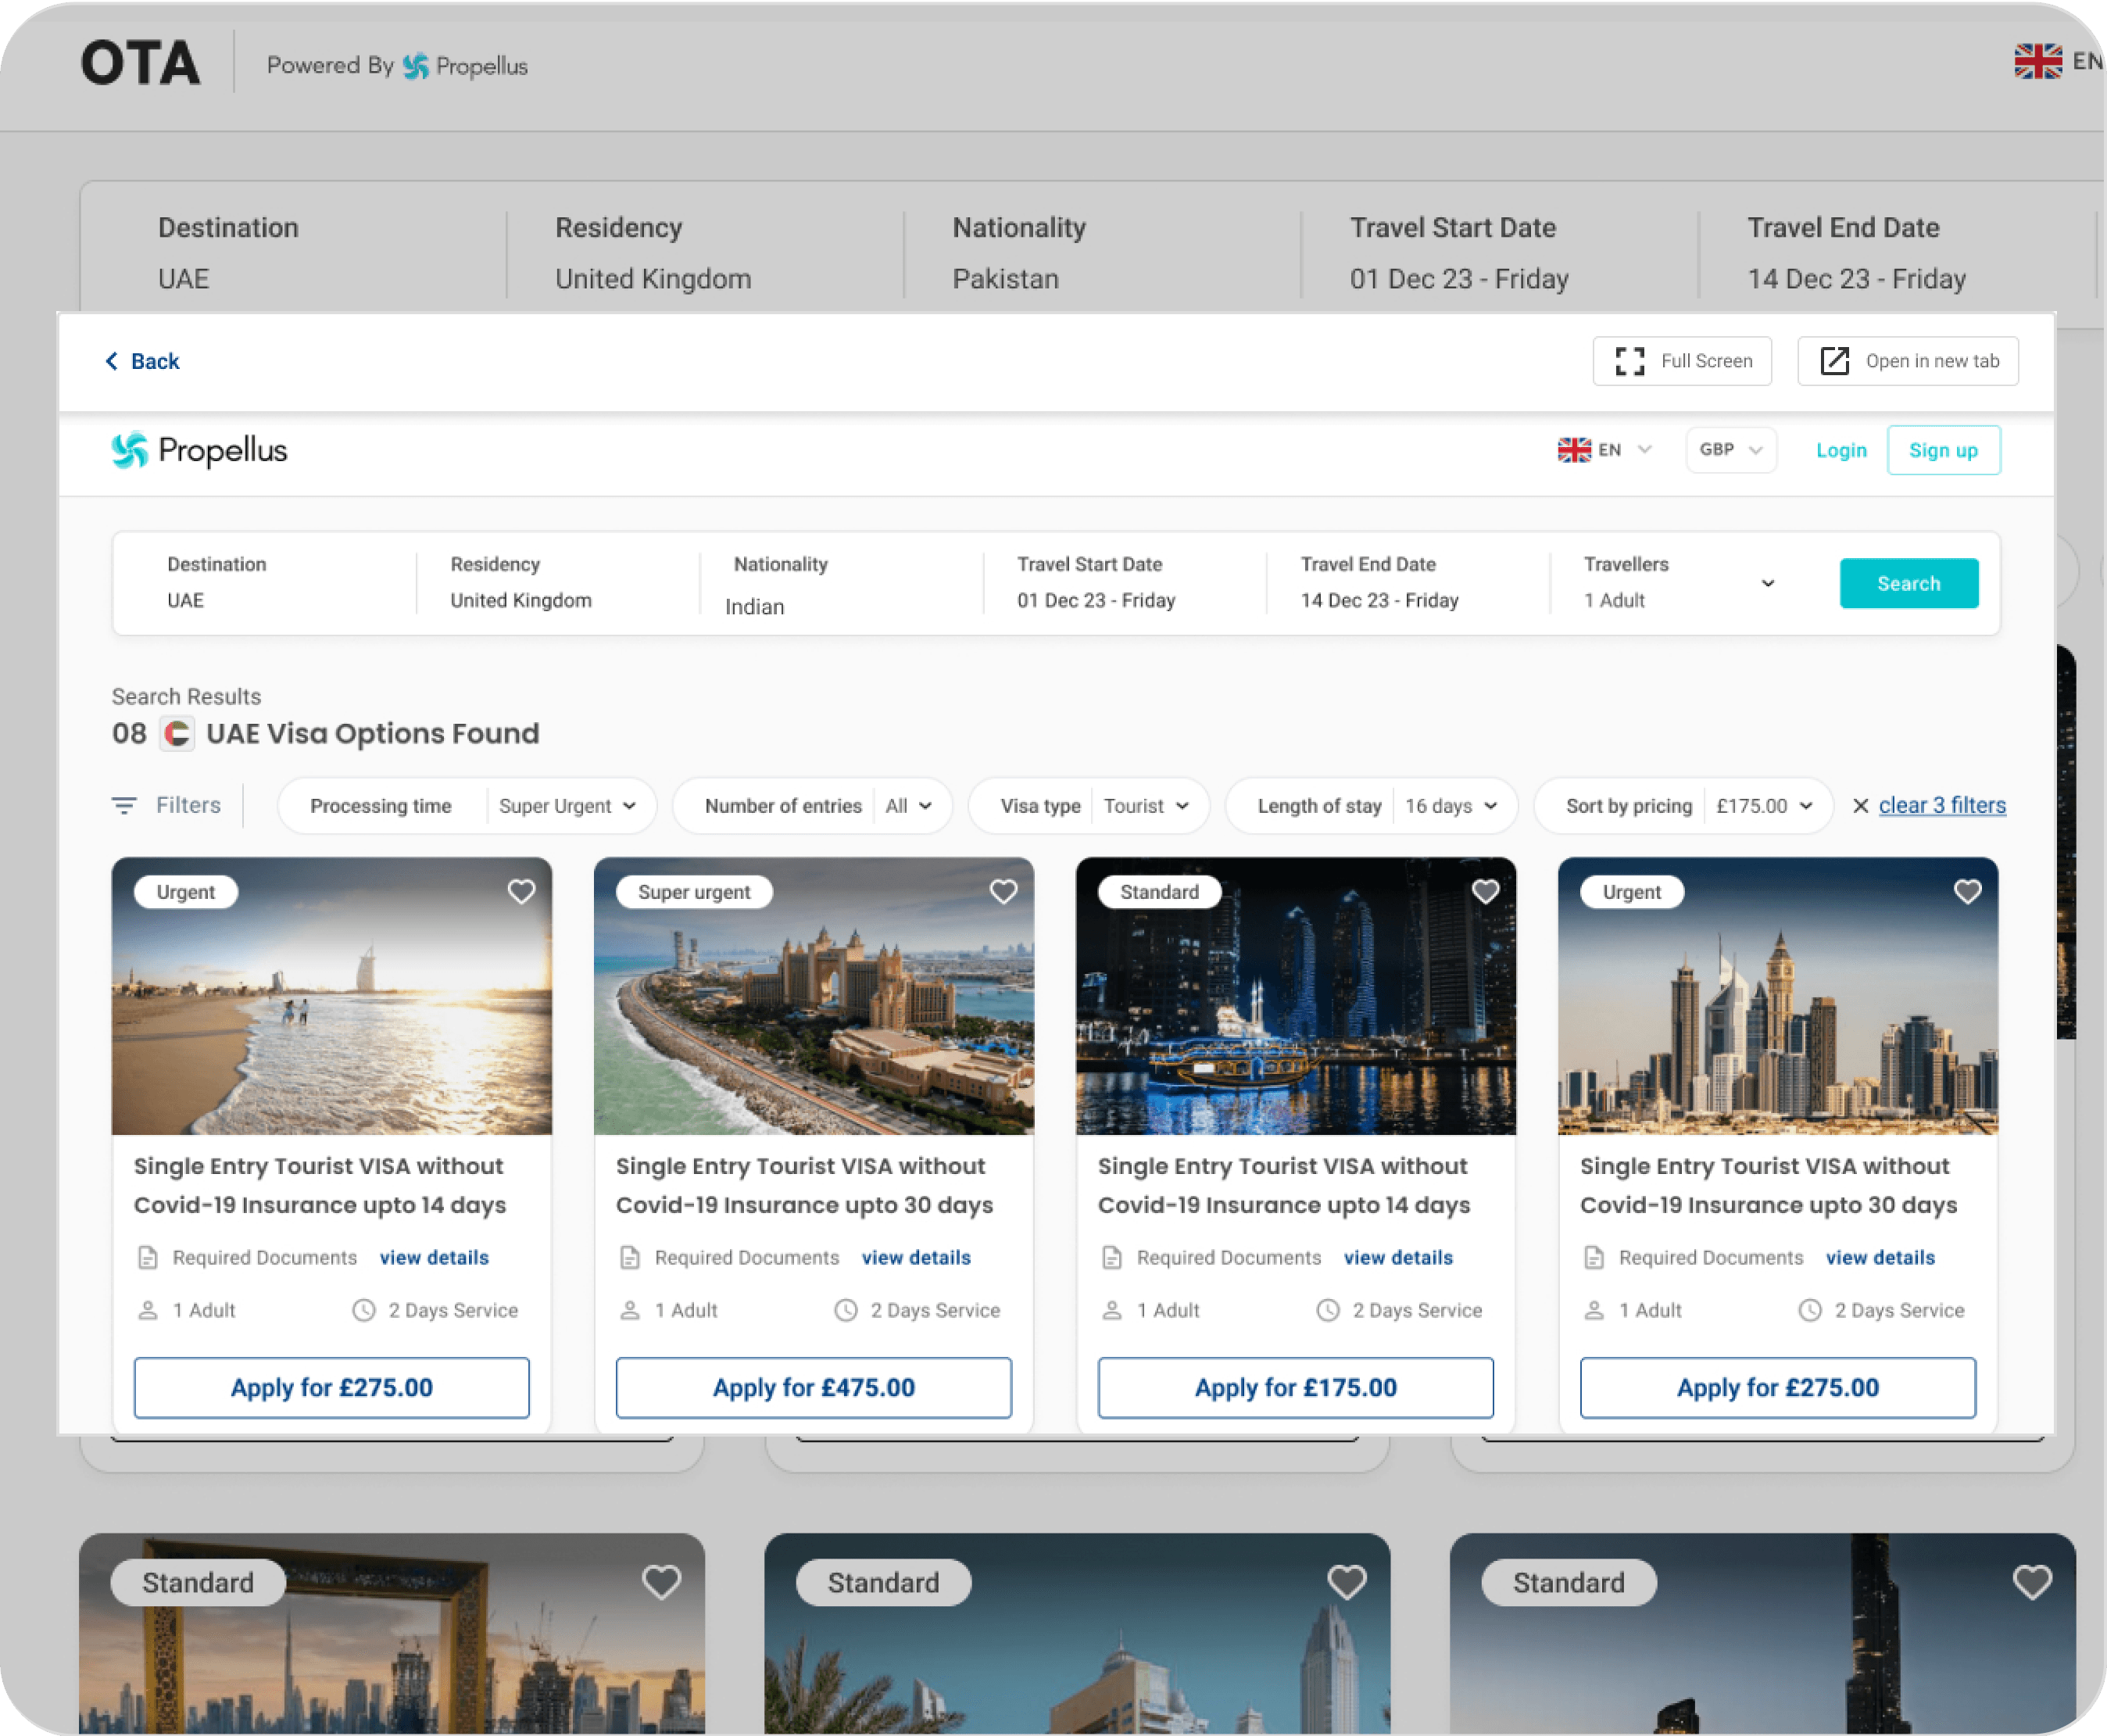 OTA Powered By Propellus EN
Destination Residency Nationality Travel Start Date Travel End Date
UAE United Kingdom Pakistan 01 Dec 23 - Friday 14 Dec 23 - Friday
Back Full Screen Open in new tab
Propellus EN GBP Login Sign up
Destination Residency Nationality Travel Start Date Travel End Date Travellers
UAE United Kingdom Indian 01 Dec 23 - Friday 14 Dec 23 - Friday 1 Adult
Search
Search Results
08 UAE Visa Options Found
Filters Processing time Super Urgent Number of entries All Visa type Tourist Length of stay 16 days Sort by pricing £175.00 clear 3 filters
Urgent
Single Entry Tourist VISA without
Covid-19 Insurance upto 14 days
Required Documents view details
1 Adult 2 Days Service
Apply for £275.00
Super urgent
Single Entry Tourist VISA without
Covid-19 Insurance upto 30 days
Required Documents view details
1 Adult 2 Days Service
Apply for £475.00
Standard
Single Entry Tourist VISA without
Covid-19 Insurance upto 14 days
Required Documents view details
1 Adult 2 Days Service
Apply for £175.00
Urgent
Single Entry Tourist VISA without
Covid-19 Insurance upto 30 days
Required Documents view details
1 Adult 2 Days Service
Apply for £275.00
Standard
Standard
Standard